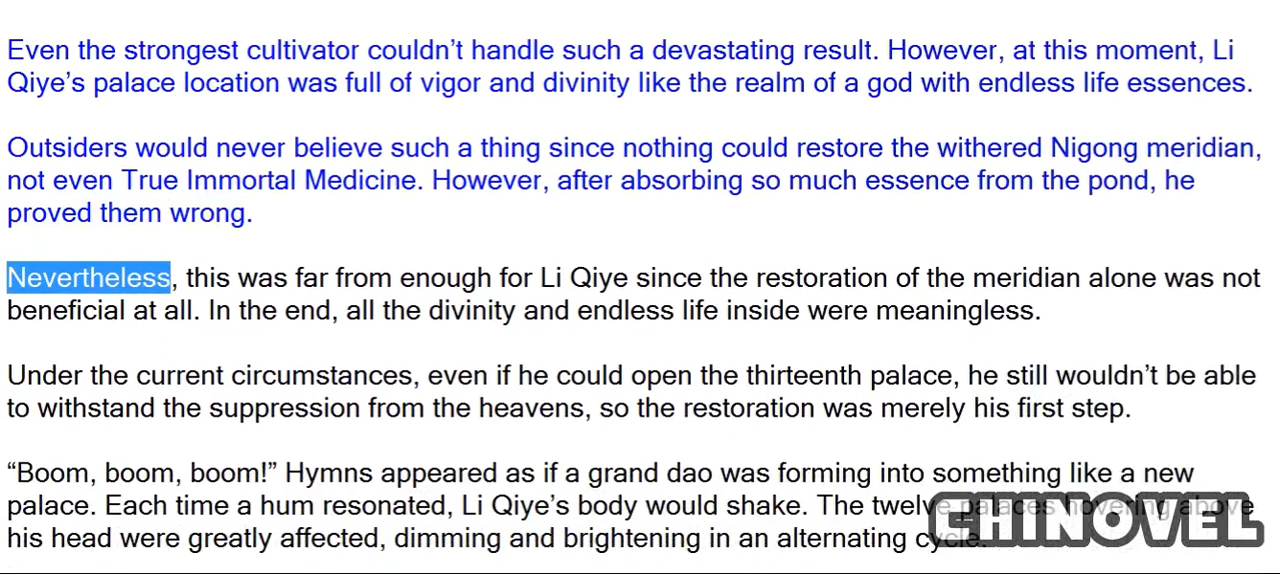 Even the strongest cultivator couldn’t handle such a devastating result. However, at this moment, Li
Qiye’s palace location was full of vigor and divinity like the realm of a god with endless life essences.
Outsiders would never believe such a thing since nothing could restore the withered Nigong meridian,
not even True Immortal Medicine. However, after absorbing so much essence from the pond, he
proved them wrong.
Nevertheless, this was far from enough for Li Qiye since the restoration of the meridian alone was not
beneficial at all. In the end, all the divinity and endless life inside were meaningless.
Under the current circumstances, even if he could open the thirteenth palace, he still wouldn’t be able
to withstand the suppression from the heavens, so the restoration was merely his first step.
“Boom, boom, boom!” Hymns appeared as if a grand dao was forming into something like a new
palace. Each time a hum resonated, Li Qiye’s body would shake. The twelve palaces hovering above
his head were greatly affected, dimming and brightening in an alternating cycle.
CHINOVEL